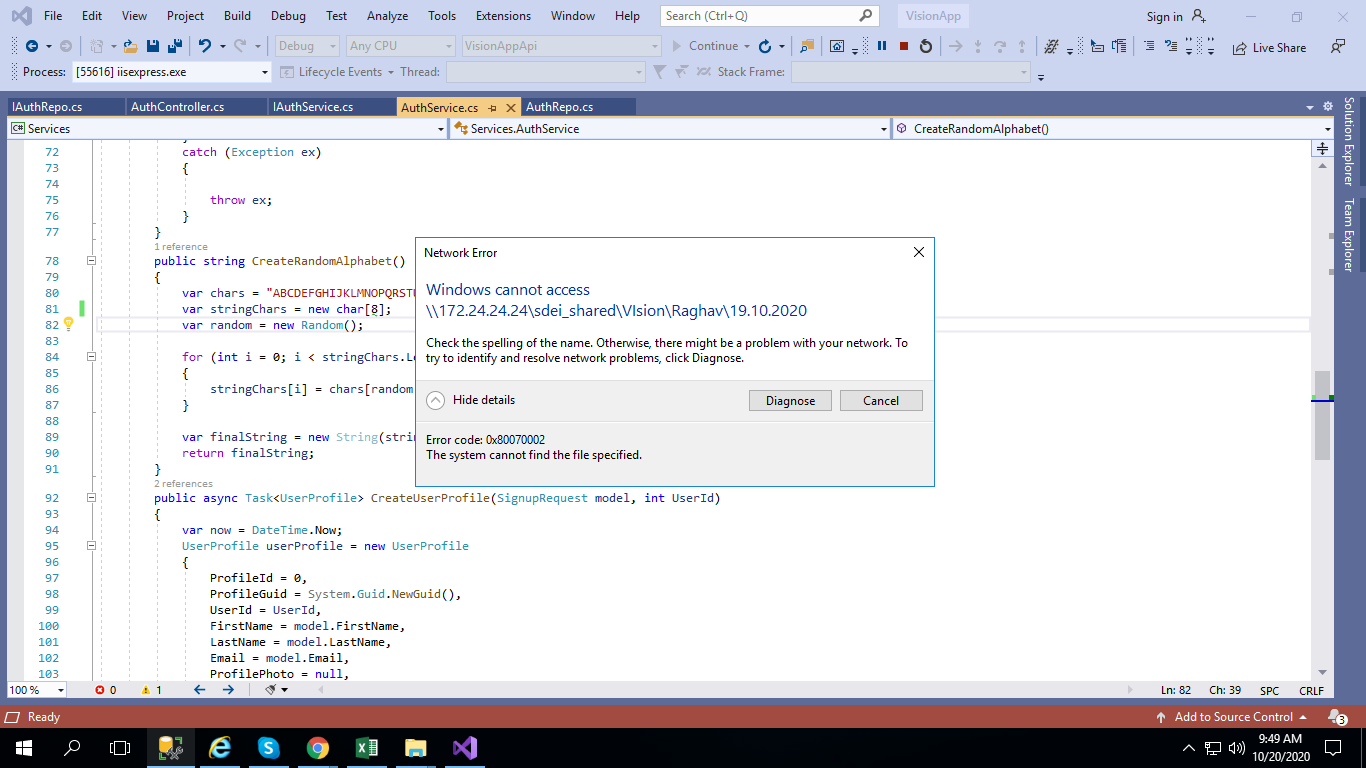 File Edit View Project Build Debug Test Analyze Tools Extensions Window Help Search (Ctrl+Q) VisionApp Sign in
Debug Any CPU VisionAppApi Continue Live Share
Process: [55616] iisexpress.exe Lifecycle Events Thread: Stack Frame:
IAuthRepo.cs AuthController.cs IAuthService.cs AuthService.cs AuthRepo.cs
C# Services Services.AuthService CreateRandomAlphabet()
Solution Explorer
Team Explorer
72 catch (Exception ex)
73 {
74
75 throw ex;
76 }
77 }
1 reference
78 public string CreateRandomAlphabet()
79 {
80 var chars = "ABCDEFGHIJKLMNOPQRSTU
81 var stringChars = new char[8];
82 var random = new Random();
83
84 for (int i = 0; i < stringChars.Le
85 {
86 stringChars[i] = chars[random
87 }
88
89 var finalString = new String(strin
90 return finalString;
91 }
2 references
92 public async Task<UserProfile> CreateUserProfile(SignupRequest model, int UserId)
93 {
94 var now = DateTime.Now;
95 UserProfile userProfile = new UserProfile
96 {
97 ProfileId = 0,
98 ProfileGuid = System.Guid.NewGuid(),
99 UserId = UserId,
100 FirstName = model.FirstName,
101 LastName = model.LastName,
102 Email = model.Email,
103 ProfilePhoto = null,
Network Error
Windows cannot access
\\172.24.24.24\sdei_shared\VIsion\Raghav\19.10.2020
Check the spelling of the name. Otherwise, there might be a problem with your network. To
try to identify and resolve network problems, click Diagnose.
Hide details Diagnose Cancel
Error code: 0x80070002
The system cannot find the file specified.
100 % 0 1 Ln: 82 Ch: 39 SPC CRLF
Ready Add to Source Control 3
9:49 AM
10/20/2020